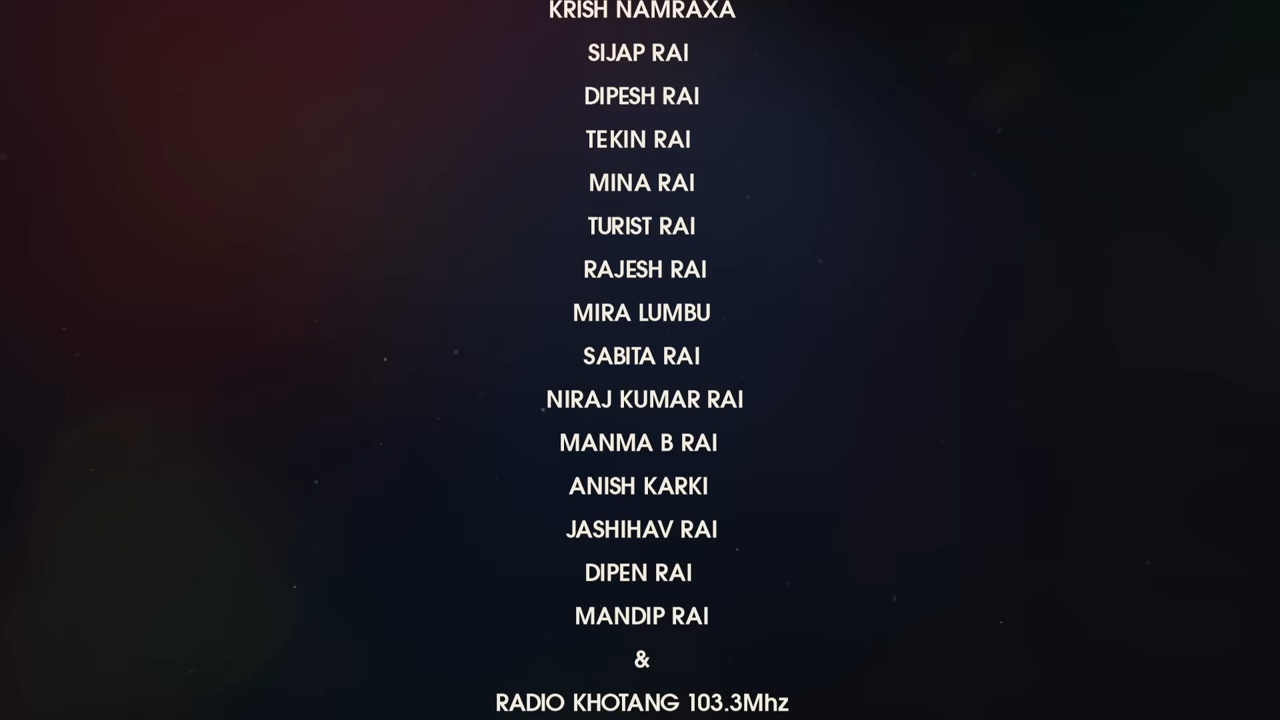 KRISH NAMRAXA
SIJAP RAI
DIPESH RAI
TEKIN RAI
MINA RAI
TURIST RAI
RAJESH RAI
MIRA LUMBU
SABITA RAI
NIRAJ KUMAR RAI
MANMA B RAI
ANISH KARKI
JASHIHAV RAI
DIPEN RAI
MANDIP RAI
&
RADIO KHOTANG 103.3Mhz